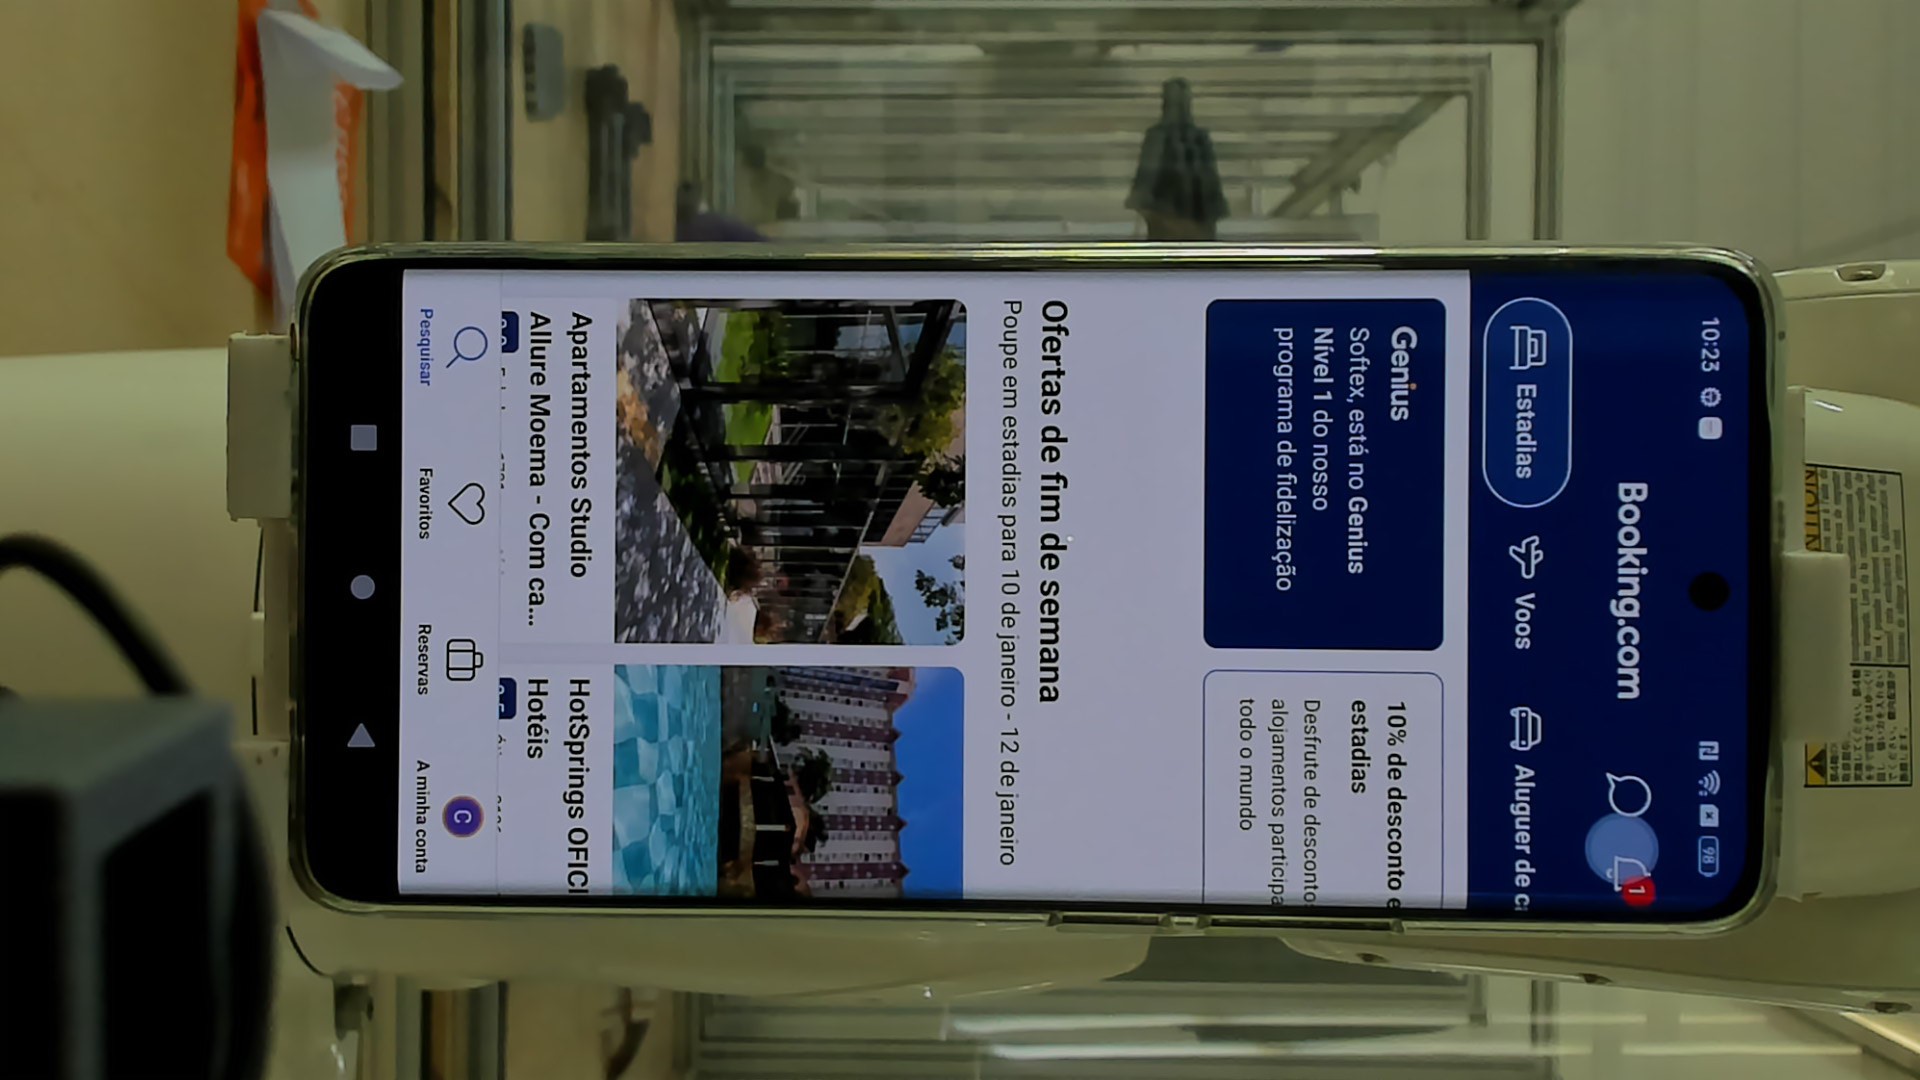 10:23
98
Booking.com
1
Estadias
Voos
Aluguer de c
Genius
Softex, está no Genius
Nível 1 do nosso
programa de fidelização
10% de desconto e
estadias
Desfrute de desconto
alojamentos participa
todo o mundo
Ofertas de fim de semana
Poupe em estadias para 10 de janeiro - 12 de janeiro
Apartamentos Studio
Allure Moema - Com ca...
HotSprings OFICI
Hotéis
Pesquisar
Favoritos
Reservas
C
A minha conta